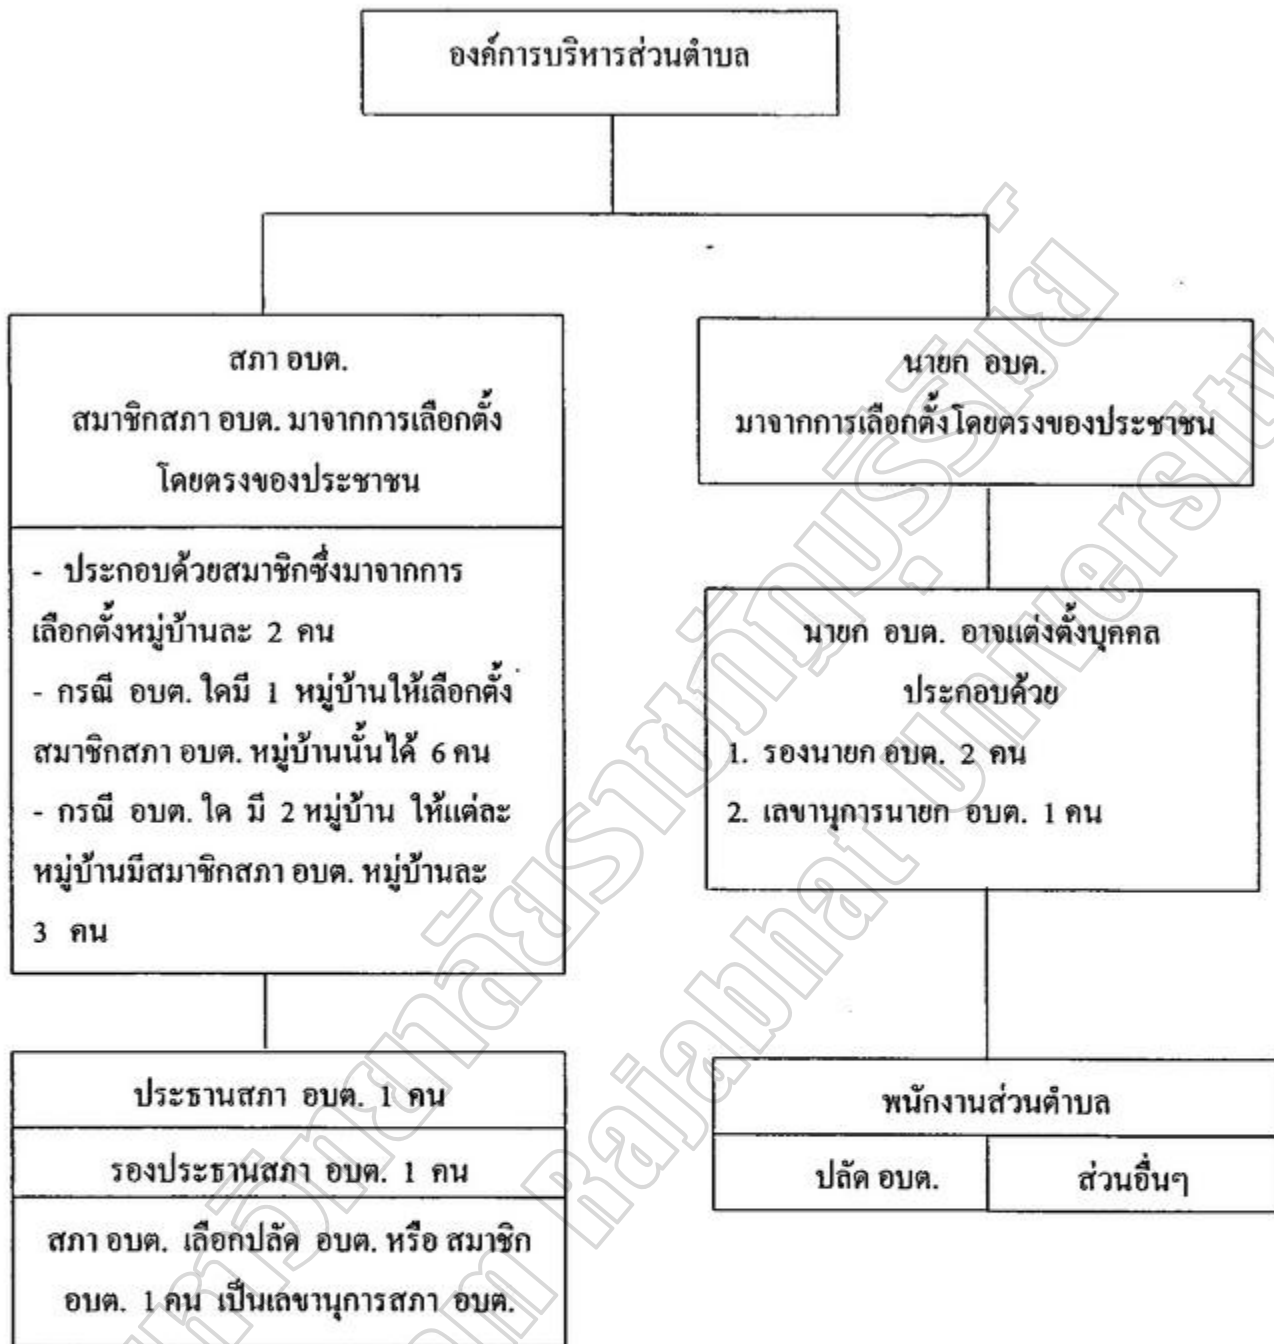 องค์การบริหารส่วนตำบล
สภา อบต.
สมาชิกสภา อบต. มาจากการเลือกตั้ง
โดยตรงของประชาชน
- ประกอบด้วยสมาชิกซึ่งมาจากการ
เลือกตั้งหมู่บ้านละ 2 คน
- กรณี อบต. ใดมี 1 หมู่บ้านให้เลือกตั้ง
สมาชิกสภา อบต. หมู่บ้านนั้นได้ 6 คน
- กรณี อบต. ใด มี 2 หมู่บ้าน ให้แต่ละ
หมู่บ้านมีสมาชิกสภา อบต. หมู่บ้านละ
3 คน
ประธานสภา อบต. 1 คน
รองประธานสภา อบต. 1 คน
สภา อบต. เลือกปลัด อบต. หรือ สมาชิก
อบต. 1 คน เป็นเลขานุการสภา อบต.
นายก อบต.
มาจากการเลือกตั้งโดยตรงของประชาชน
นายก อบต. อาจแต่งตั้งบุคคล
ประกอบด้วย
1. รองนายก อบต. 2 คน
2. เลขานุการนายก อบต. 1 คน
พนักงานส่วนตำบล
ปลัด อบต.
ส่วนอื่นๆ
Rajabhat University